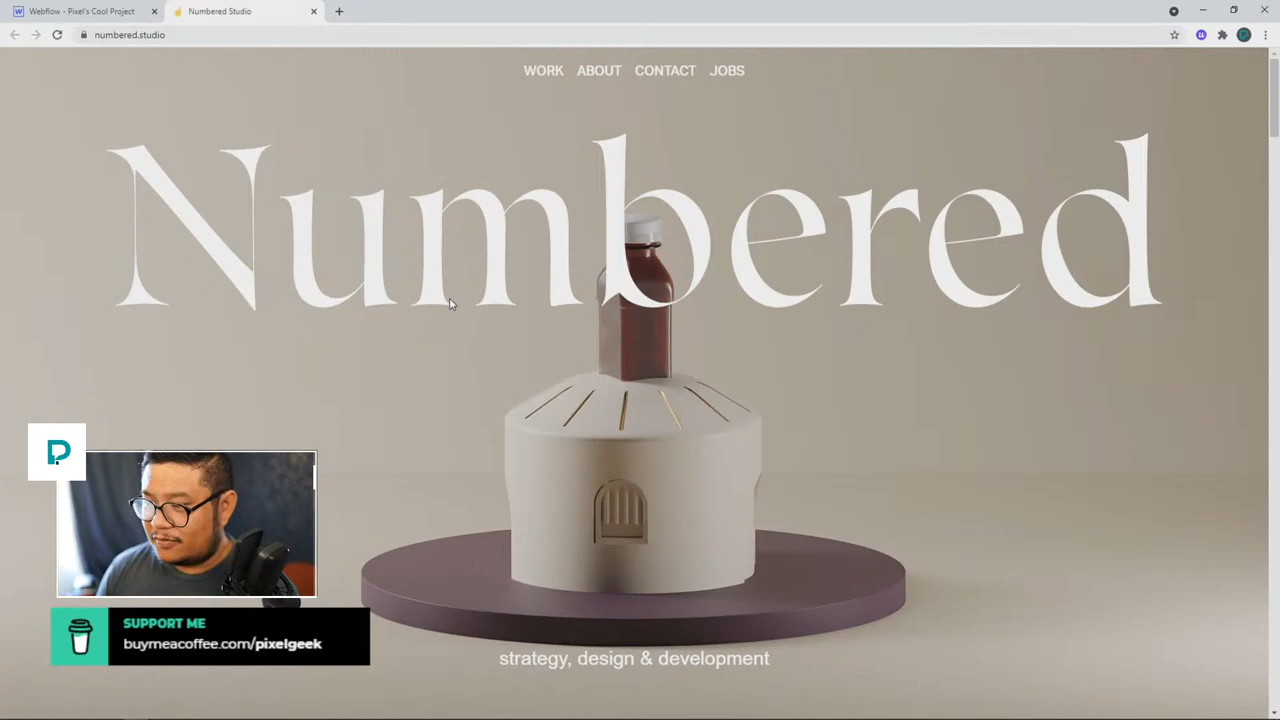 Webflow - Pixel's Cool Project
Numbered Studio
numbered.studio
WORK ABOUT CONTACT JOBS
Numbered
SUPPORT ME
buymeacoffee.com/pixelgeek
strategy, design & development